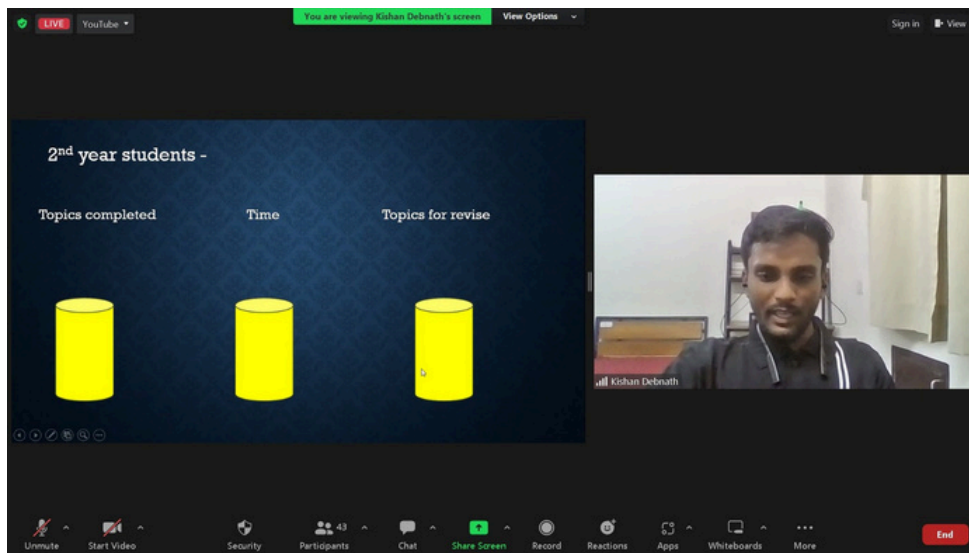 LIVE YouTube You are viewing Kishan Debnath's screen View Options Sign in View
2nd year students -
Topics completed Time Topics for revise
Kishan Debnath
43
Unmute Start Video Security Participants Chat Share Screen Record Reactions Apps Whiteboards More End